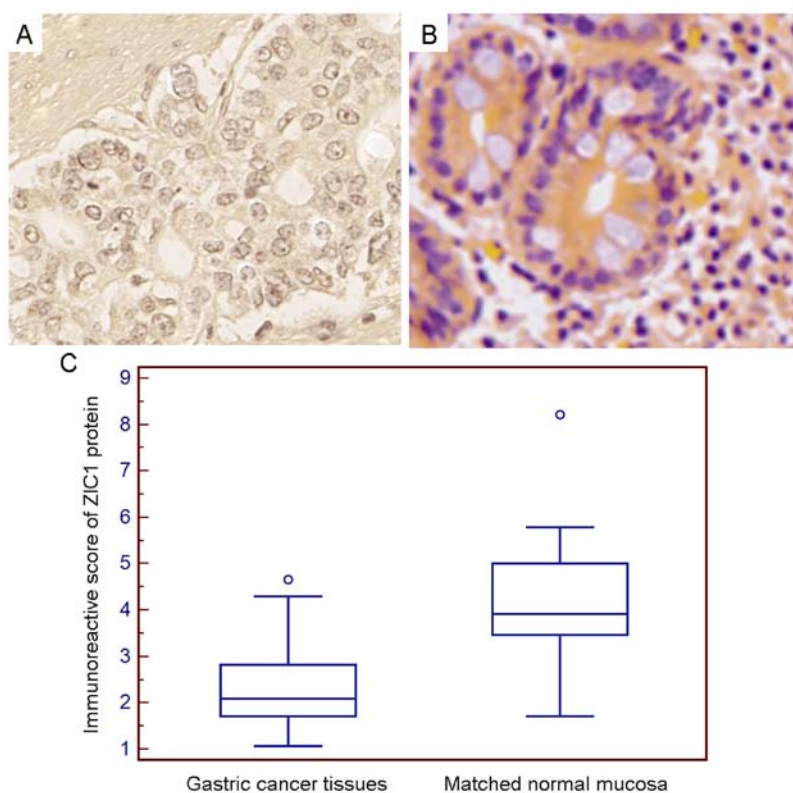 A
B
C
Immunoreactive score of ZIC1 protein
9
8
7
6
5
4
3
2
1
Gastric cancer tissues
Matched normal mucosa